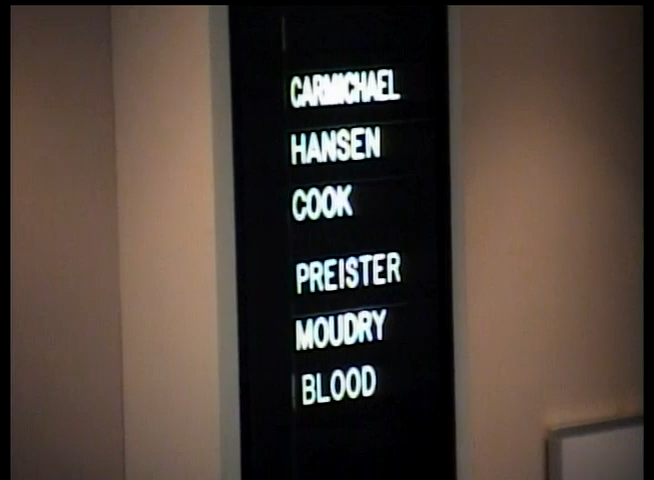 CARMICHAEL
HANSEN
COOK
PREISTER
MOUDRY
BLOOD